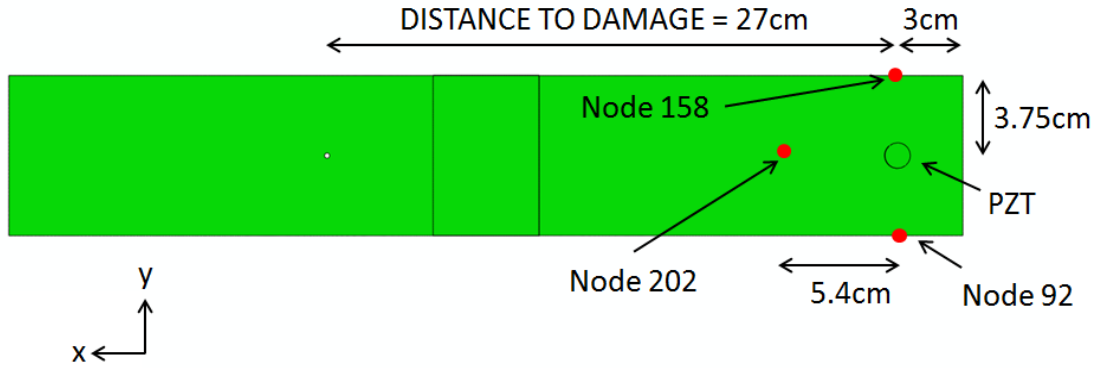 DISTANCE TO DAMAGE = 27cm
3cm
Node 158
3.75cm
PZT
Node 202
5.4cm
Node 92
y
x